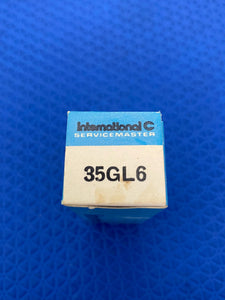 international C
SERVICEMASTER
35GL6